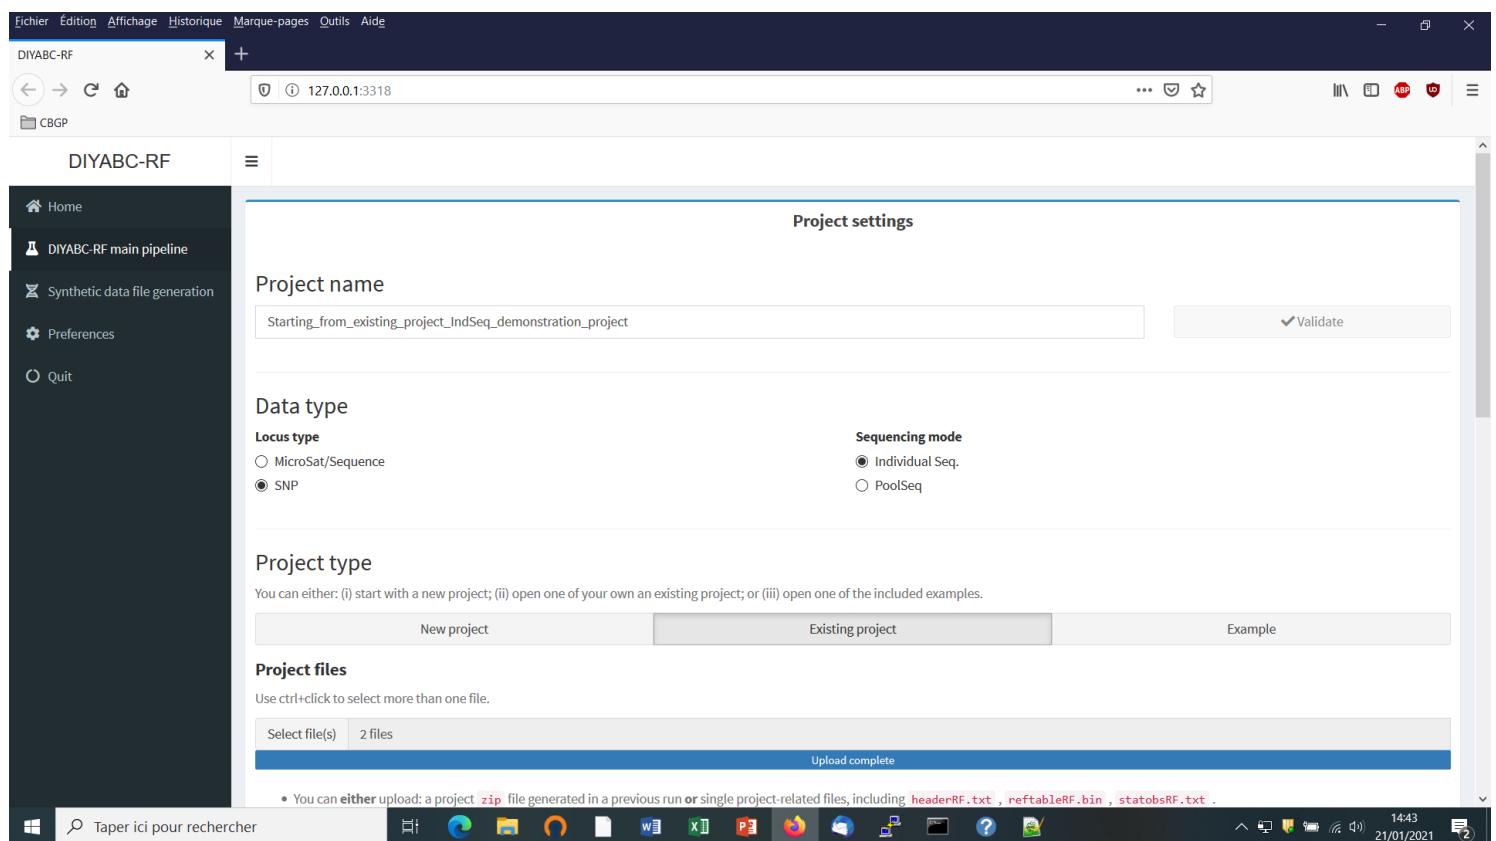 Fichier Édition Affichage Historique Marque-pages Outils Aide
DIYABC-RF
127.0.0.1:3318
ABP
CBGP
DIYABC-RF
Home
DIYABC-RF main pipeline
Synthetic data file generation
Preferences
Quit
Project settings
Project name
Starting_from_existing_project_IndSeq_demonstration_project
Validate
Data type
Locus type
MicroSat/Sequence
SNP
Sequencing mode
Individual Seq.
PoolSeq
Project type
You can either: (i) start with a new project; (ii) open one of your own an existing project; or (iii) open one of the included examples.
New project
Existing project
Example
Project files
Use ctrl+click to select more than one file.
Select file(s) 2 files
Upload complete
• You can either upload: a project zip file generated in a previous run or single project-related files, including headerRF.txt , reftableRF.bin , statobsRF.txt .
Taper ici pour rechercher
14:43
21/01/2021
2